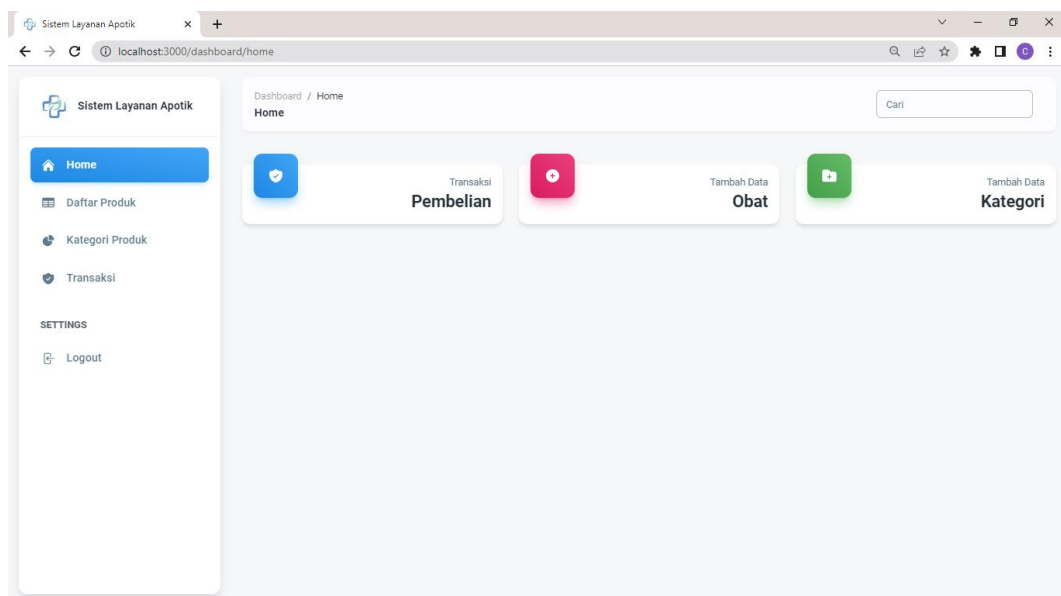 Sistem Layanan Apotik
localhost:3000/dashboard/home
C
Sistem Layanan Apotik
Home
Daftar Produk
Kategori Produk
Transaksi
SETTINGS
Logout
Dashboard / Home
Home
Cari
Transaksi
Pembelian
Tambah Data
Obat
Tambah Data
Kategori